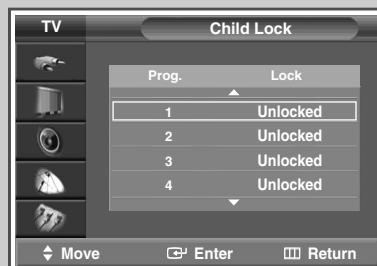 TV Child Lock
Prog. Lock
1 Unlocked
2 Unlocked
3 Unlocked
4 Unlocked
Move Enter Return